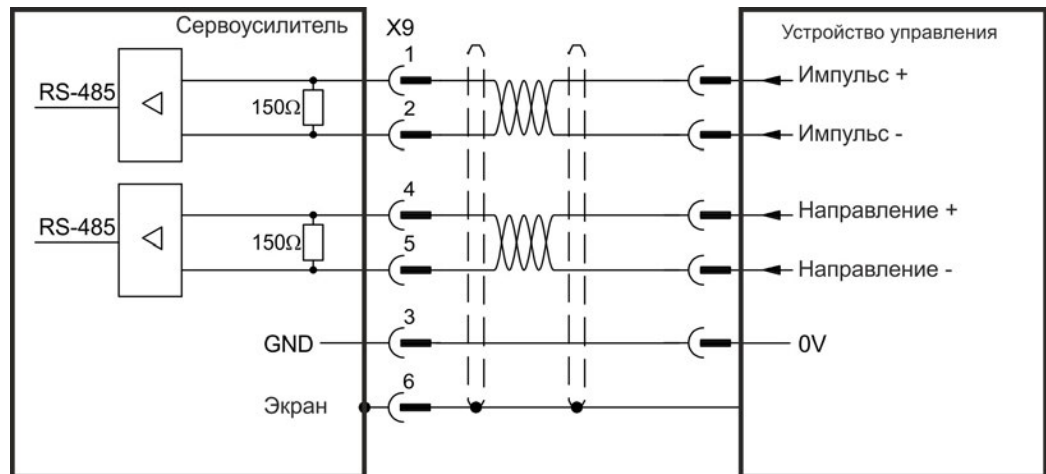 Сервоусилитель
X9
Устройство управления
1
Импульс +
RS-485
150Ω
2
Импульс -
4
Направление +
RS-485
150Ω
5
Направление -
3
GND
0V
6
Экран